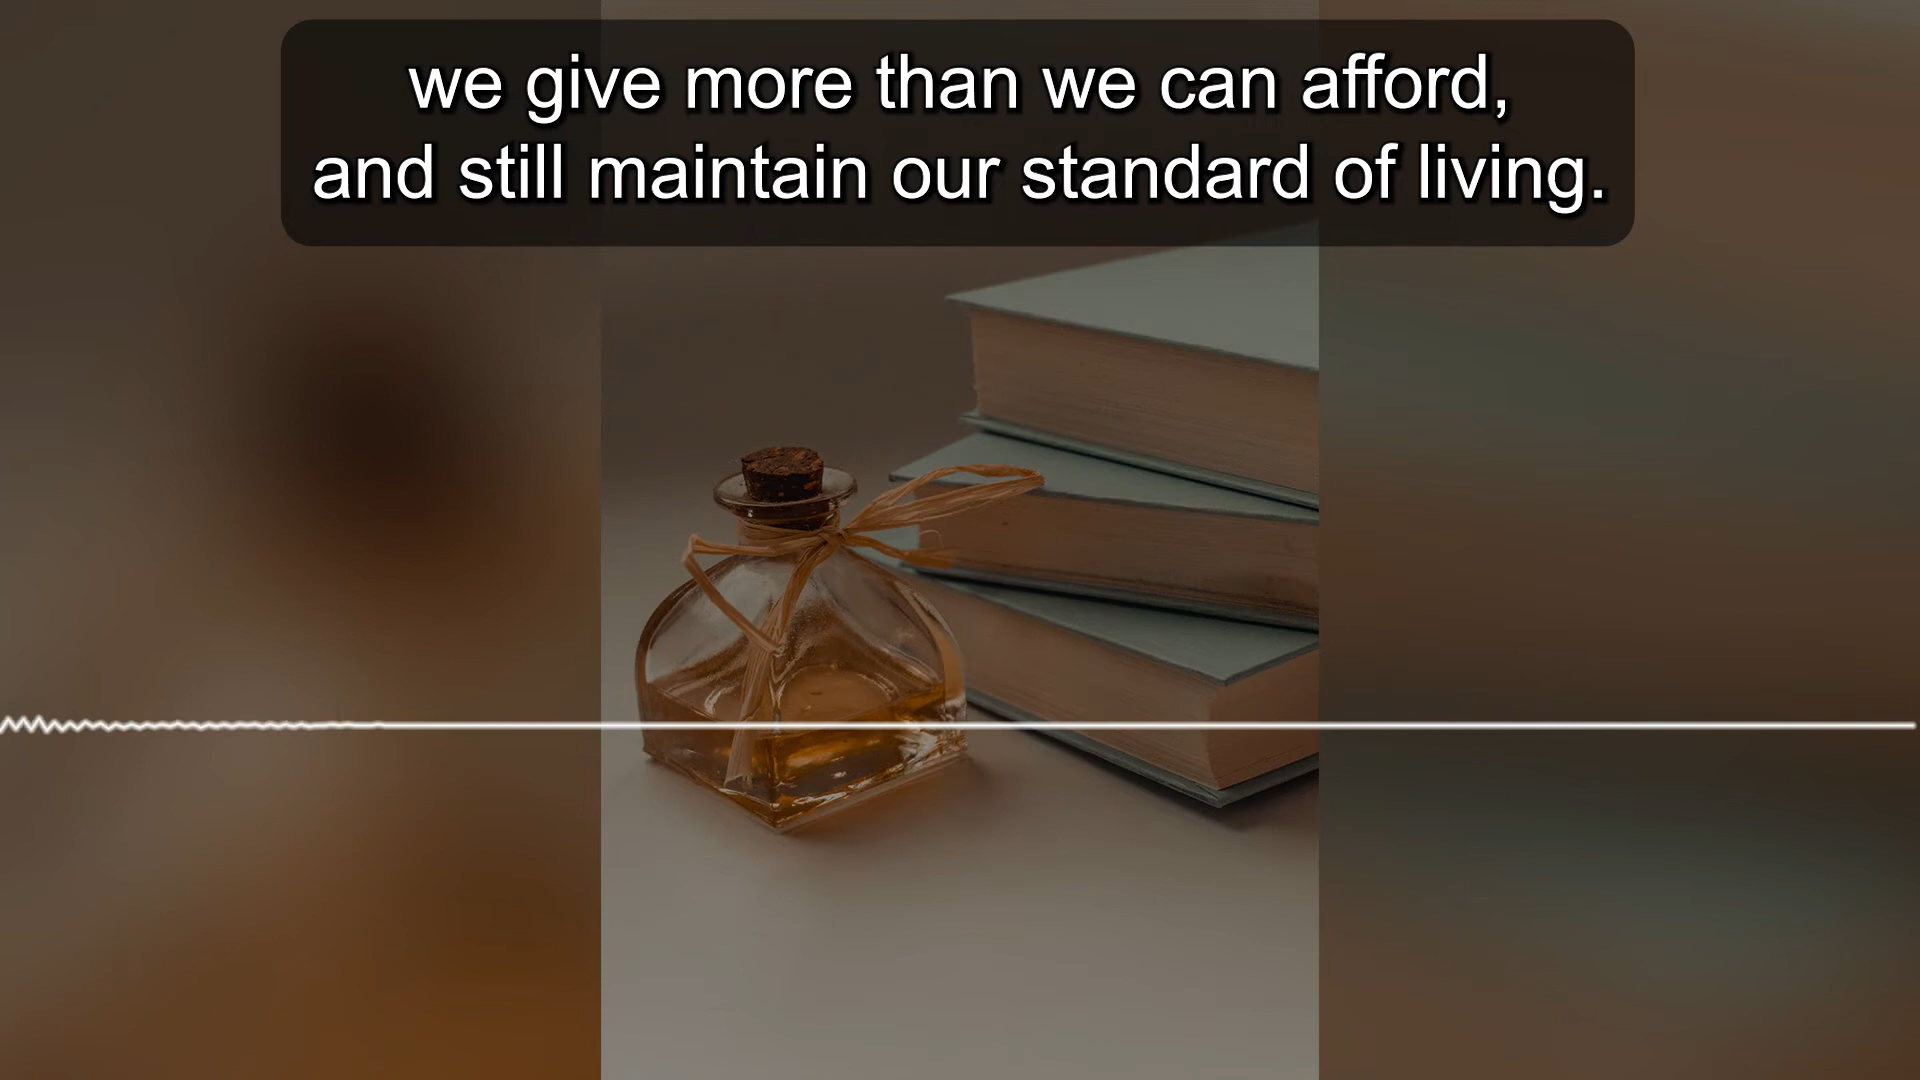 we give more than we can afford,
and still maintain our standard of living.